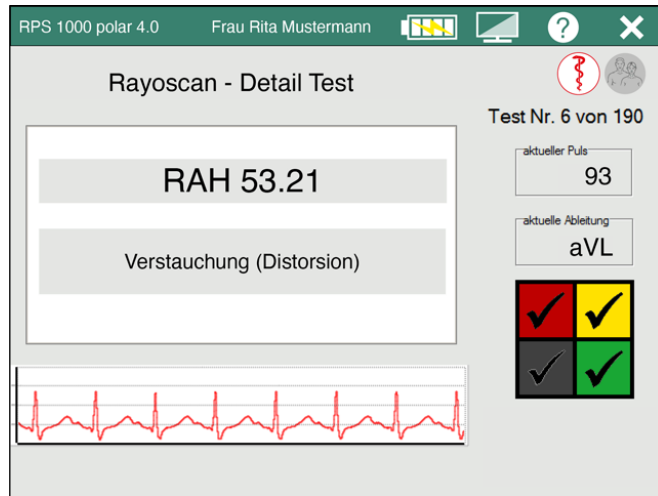 RPS 1000 polar 4.0 Frau Rita Mustermann ?
Rayoscan - Detail Test
Test Nr. 6 von 190
RAH 53.21
Verstauchung (Distorsion)
aktueller Puls
93
aktuelle Ableitung
aVL